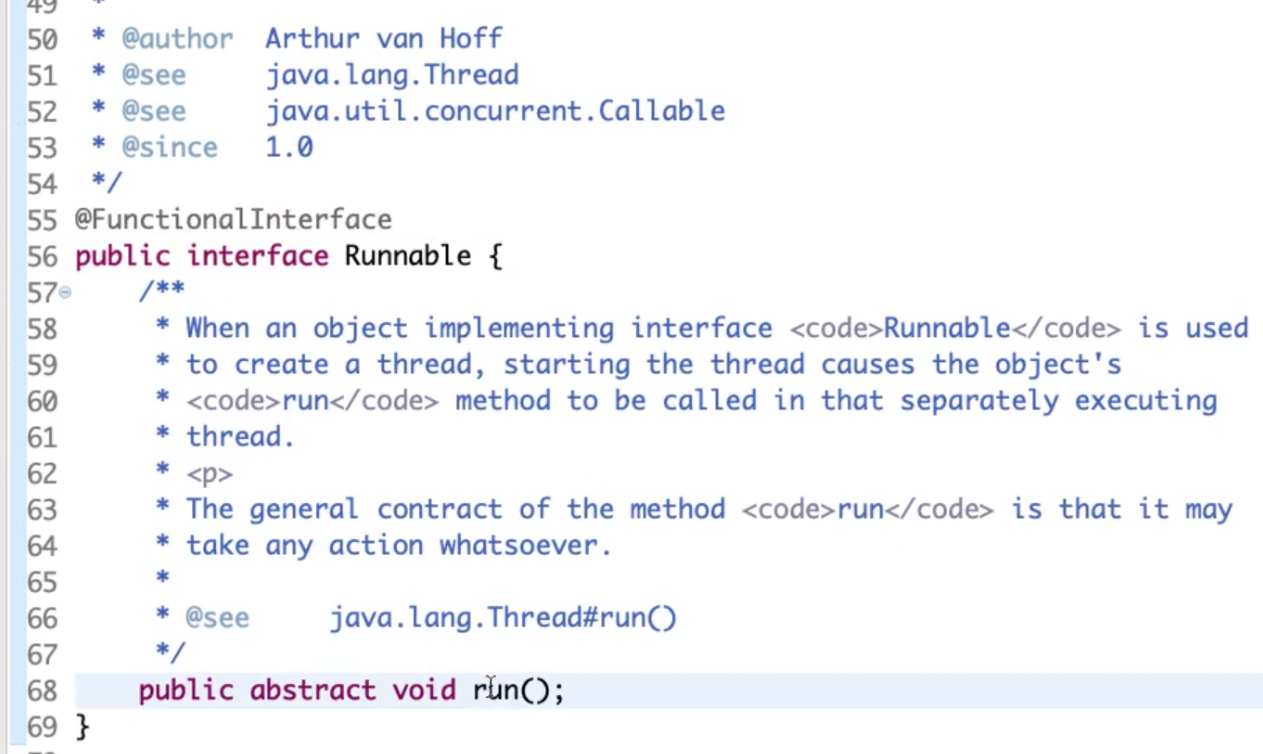 49 *
50 * @author Arthur van Hoff
51 * @see java.lang.Thread
52 * @see java.util.concurrent.Callable
53 * @since 1.0
54 */
55 @FunctionalInterface
56 public interface Runnable {
57 /**
58 * When an object implementing interface <code>Runnable</code> is used
59 * to create a thread, starting the thread causes the object's
60 * <code>run</code> method to be called in that separately executing
61 * thread.
62 * <p>
63 * The general contract of the method <code>run</code> is that it may
64 * take any action whatsoever.
65 *
66 * @see java.lang.Thread#run()
67 */
68 public abstract void run();
69 }